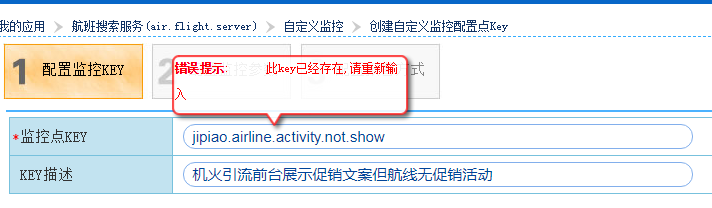 我的应用 > 航班搜索服务(air.flight.server) > 自定义监控 > 创建自定义监控配置点Key
1 配置监控KEY 2
式
错误提示: 此key已经存在,请重新输
入
*监控点KEY jipiao.airline.activity.not.show
KEY描述 机火引流前台展示促销文案但航线无促销活动